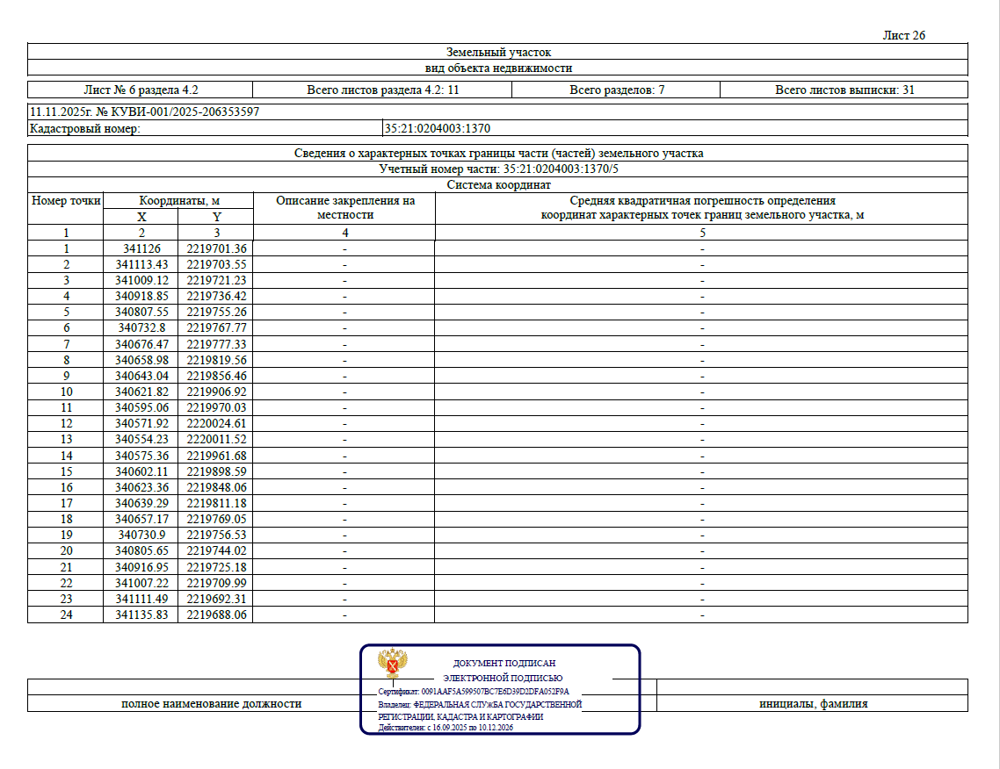 Лист 26
Земельный участок
вид объекта недвижимости
Лист № 6 раздела 4.2 Всего листов раздела 4.2: 11 Всего разделов: 7 Всего листов выписки: 31
11.11.2025г. № КУВИ-001/2025-206353597
Кадастровый номер: 35:21:0204003:1370
Сведения о характерных точках границы части (частей) земельного участка
Учетный номер части: 35:21:0204003:1370/5
Система координат
Номер точки Координаты, м Описание закрепления на местности Средняя квадратичная погрешность определения координат характерных точек границ земельного участка, м
X Y
1 2 3 4 5
1 341126 2219701.36 - -
2 341113.43 2219703.55 - -
3 341009.12 2219721.23 - -
4 340918.85 2219736.42 - -
5 340807.55 2219755.26 - -
6 340732.8 2219767.77 - -
7 340676.47 2219777.33 - -
8 340658.98 2219819.56 - -
9 340643.04 2219856.46 - -
10 340621.82 2219906.92 - -
11 340595.06 2219970.03 - -
12 340571.92 2220024.61 - -
13 340554.23 2220011.52 - -
14 340575.36 2219961.68 - -
15 340602.11 2219898.59 - -
16 340623.36 2219848.06 - -
17 340639.29 2219811.18 - -
18 340657.17 2219769.05 - -
19 340730.9 2219756.53 - -
20 340805.65 2219744.02 - -
21 340916.95 2219725.18 - -
22 341007.22 2219709.99 - -
23 341111.49 2219692.31 - -
24 341135.83 2219688.06 - -
ДОКУМЕНТ ПОДПИСАН
ЭЛЕКТРОННОЙ ПОДПИСЬЮ
Сертификат: 0091AAF5A599507BC7E6D39D2DFA052F9A
Владелец: ФЕДЕРАЛЬНАЯ СЛУЖБА ГОСУДАРСТВЕННОЙ
РЕГИСТРАЦИИ, КАДАСТРА И КАРТОГРАФИИ
Действителен: с 16.09.2025 по 10.12.2026
полное наименование должности инициалы, фамилия